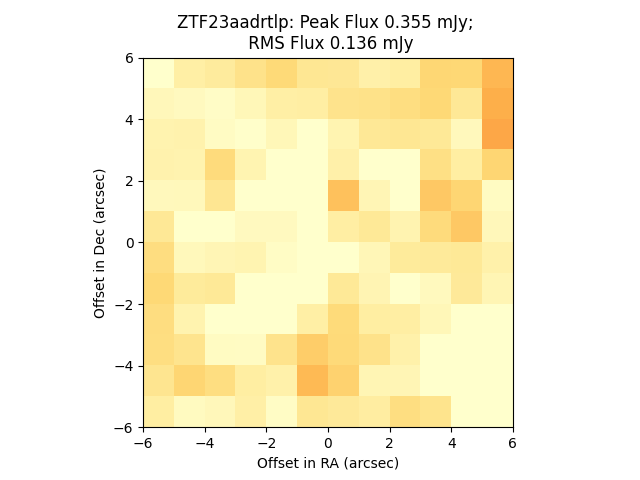 ZTF23aadrtlp: Peak Flux 0.355 mJy;
RMS Flux 0.136 mJy
6
4
2
0
−2
−4
−6
Offset in Dec (arcsec)
−6 −4 −2 0 2 4 6
Offset in RA (arcsec)